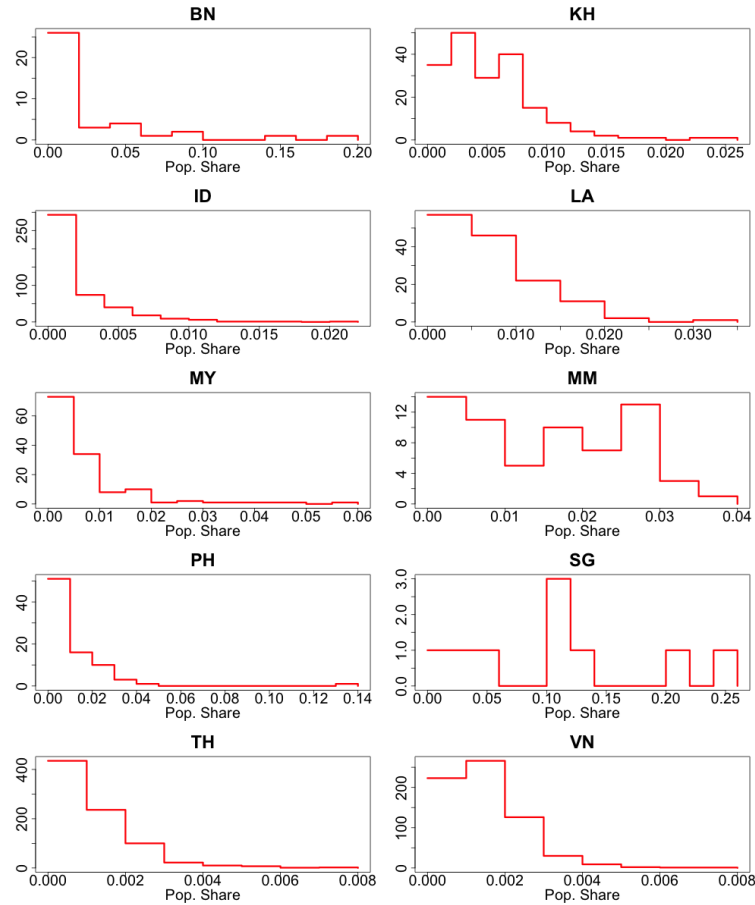 BN
0 10 20
0.00 0.05 0.10 0.15 0.20
Pop. Share
KH
0 20 40
0.000 0.005 0.010 0.015 0.020 0.025
Pop. Share
ID
0 100 250
0.000 0.005 0.010 0.015 0.020
Pop. Share
LA
0 20 40
0.000 0.010 0.020 0.030
Pop. Share
MY
0 20 40 60
0.00 0.01 0.02 0.03 0.04 0.05 0.06
Pop. Share
MM
0 4 8 12
0.00 0.01 0.02 0.03 0.04
Pop. Share
PH
0 20 40
0.00 0.02 0.04 0.06 0.08 0.10 0.12 0.14
Pop. Share
SG
0.0 1.0 2.0 3.0
0.00 0.05 0.10 0.15 0.20 0.25
Pop. Share
TH
0 200 400
0.000 0.002 0.004 0.006 0.008
Pop. Share
VN
0 100 200
0.000 0.002 0.004 0.006 0.008
Pop. Share